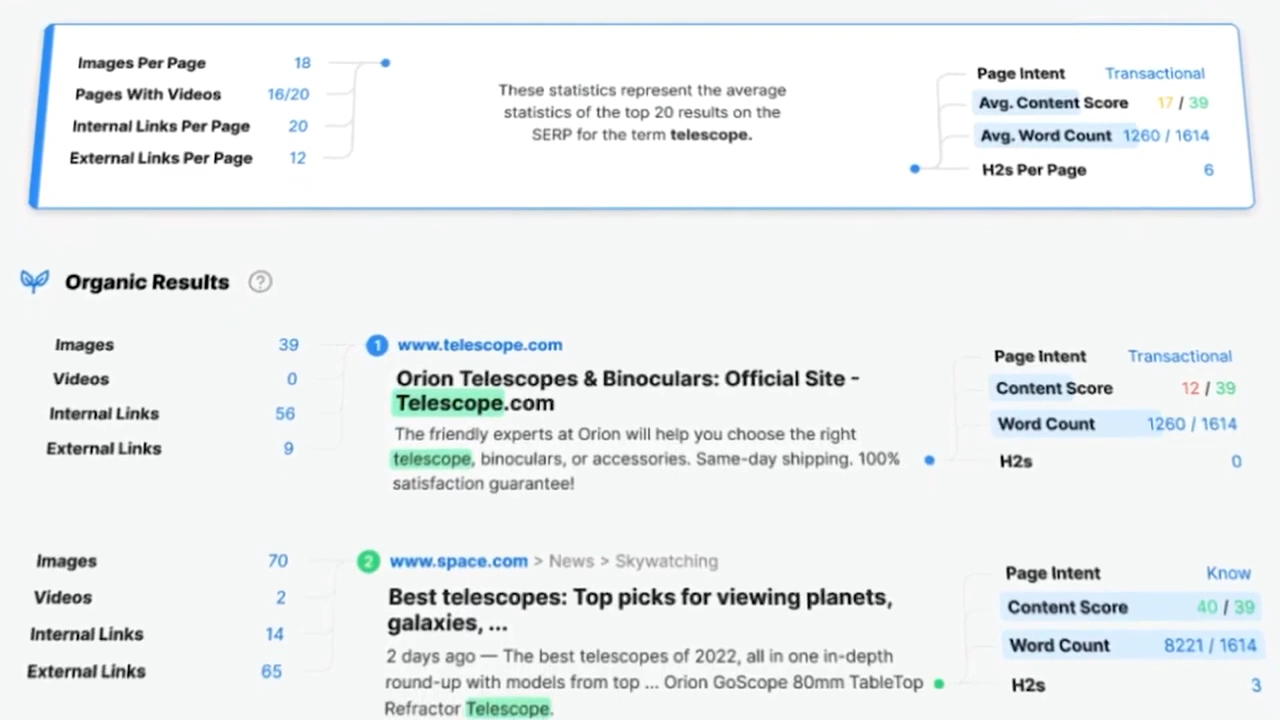 Images Per Page 18
Pages With Videos 16/20
Internal Links Per Page 20
External Links Per Page 12
These statistics represent the average
statistics of the top 20 results on the
SERP for the term telescope.
Page Intent Transactional
Avg. Content Score 17 / 39
Avg. Word Count 1260 / 1614
H2s Per Page 6
Organic Results ?
Images 39
Videos 0
Internal Links 56
External Links 9
1 www.telescope.com
Orion Telescopes & Binoculars: Official Site -
Telescope.com
The friendly experts at Orion will help you choose the right
telescope, binoculars, or accessories. Same-day shipping. 100%
satisfaction guarantee!
Page Intent Transactional
Content Score 12 / 39
Word Count 1260 / 1614
H2s 0
Images 70
Videos 2
Internal Links 14
External Links 65
2 www.space.com > News > Skywatching
Best telescopes: Top picks for viewing planets,
galaxies, ...
2 days ago — The best telescopes of 2022, all in one in-depth
round-up with models from top ... Orion GoScope 80mm TableTop
Refractor Telescope.
Page Intent Know
Content Score 40 / 39
Word Count 8221 / 1614
H2s 3